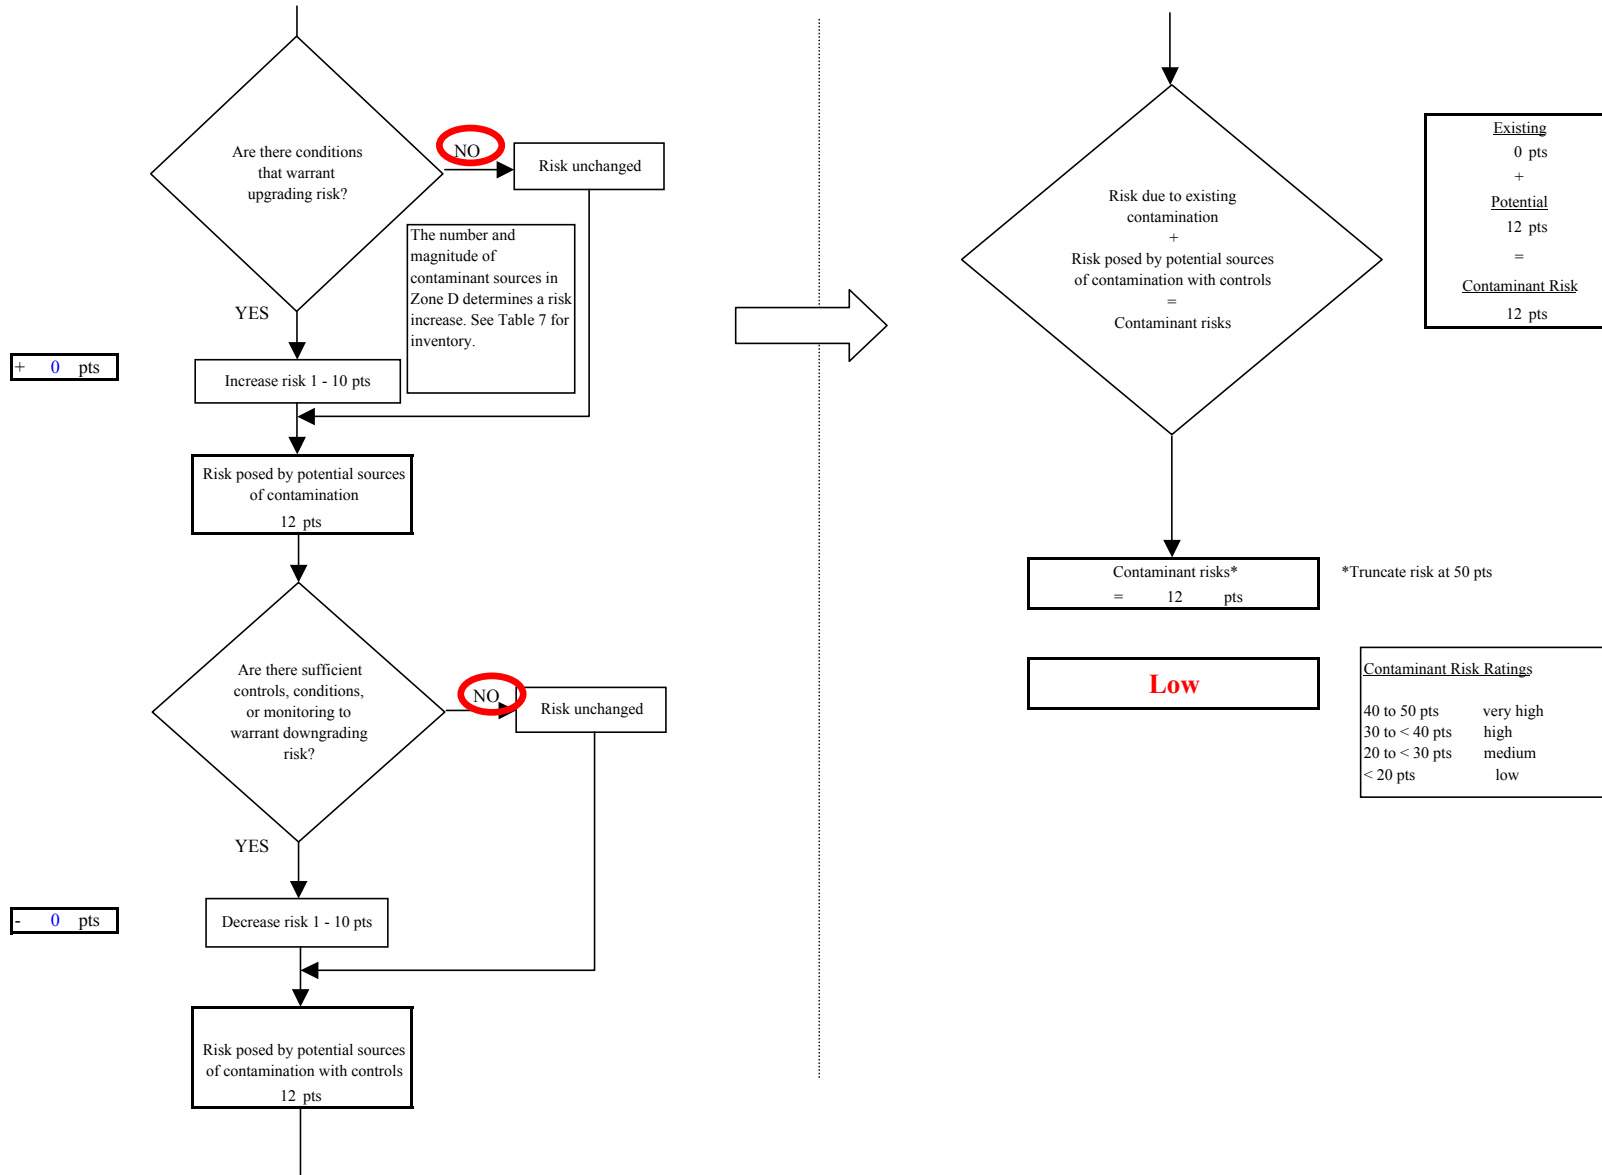 Are there conditions
that warrant
upgrading risk?
NO
Risk unchanged
The number and
magnitude of
contaminant sources in
Zone D determines a risk
increase. See Table 7 for
inventory.
YES
+ 0 pts
Increase risk 1 - 10 pts
Risk posed by potential sources
of contamination
12 pts
Are there sufficient
controls, conditions,
or monitoring to
warrant downgrading
risk?
NO
Risk unchanged
YES
- 0 pts
Decrease risk 1 - 10 pts
Risk posed by potential sources
of contamination with controls
12 pts
Risk due to existing
contamination
+
Risk posed by potential sources
of contamination with controls
=
Contaminant risks
Existing
0 pts
+
Potential
12 pts
=
Contaminant Risk
12 pts
Contaminant risks*
= 12 pts
*Truncate risk at 50 pts
Low
Contaminant Risk Ratings
40 to 50 pts very high
30 to < 40 pts high
20 to < 30 pts medium
< 20 pts low